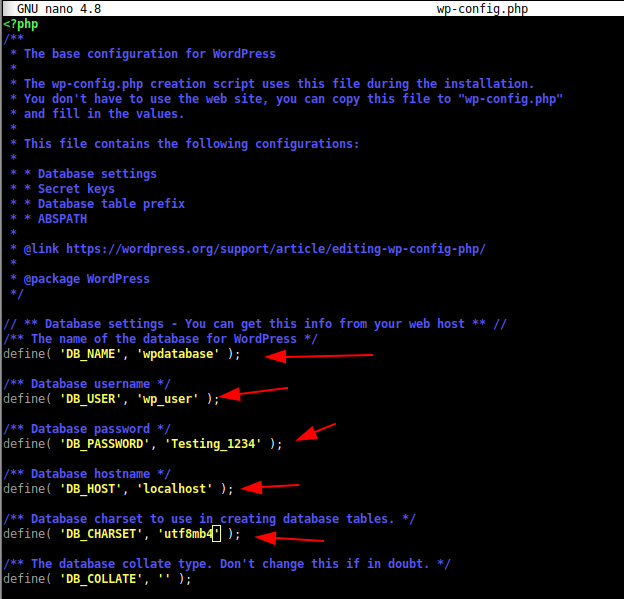 GNU nano 4.8 wp-config.php
<?php
/**
 * The base configuration for WordPress
 *
 * The wp-config.php creation script uses this file during the installation.
 * You don't have to use the web site, you can copy this file to "wp-config.php"
 * and fill in the values.
 *
 * This file contains the following configurations:
 *
 * * Database settings
 * * Secret keys
 * * Database table prefix
 * * ABSPATH
 *
 * @link https://wordpress.org/support/article/editing-wp-config-php/
 *
 * @package WordPress
 */
// ** Database settings - You can get this info from your web host ** //
/** The name of the database for WordPress */
define( 'DB_NAME', 'wpdatabase' );
/** Database username */
define( 'DB_USER', 'wp_user' );
/** Database password */
define( 'DB_PASSWORD', 'Testing_1234' );
/** Database hostname */
define( 'DB_HOST', 'localhost' );
/** Database charset to use in creating database tables. */
define( 'DB_CHARSET', 'utf8mb4' );
/** The database collate type. Don't change this if in doubt. */
define( 'DB_COLLATE', '' );